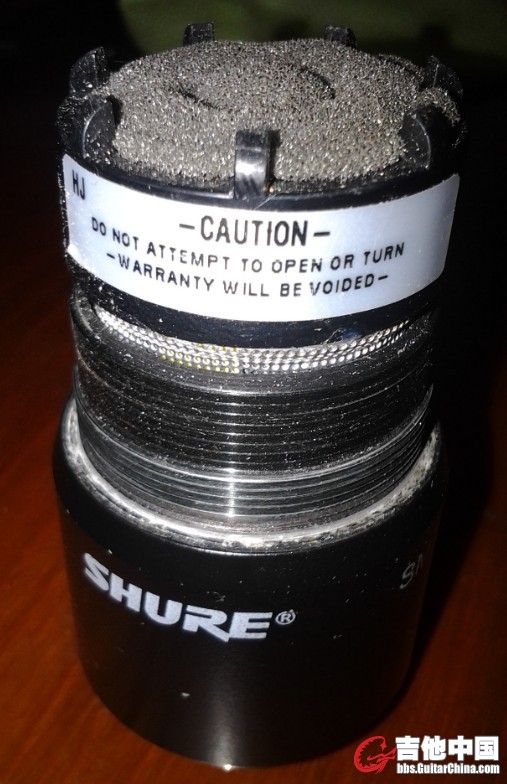 HJ
-CAUTION-
DO NOT ATTEMPT TO OPEN OR TURN
-WARRANTY WILL BE VOIDED-
SHURE®
吉他中国
bbs.GuitarChina.com